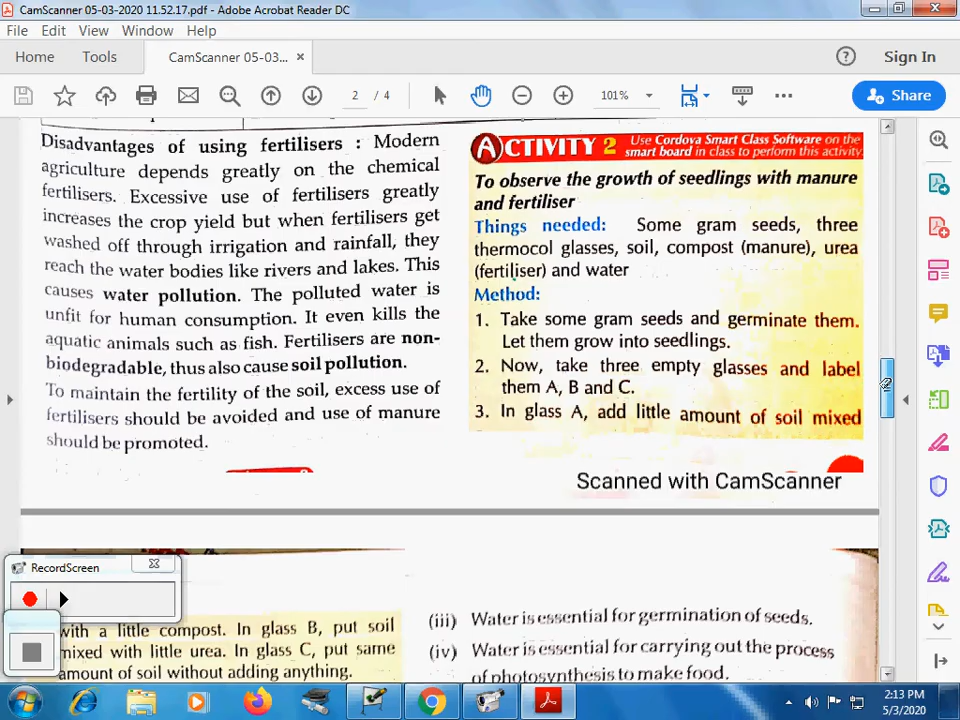 CamScanner 05-03-2020 11.52.17.pdf - Adobe Acrobat Reader DC
File Edit View Window Help
Home Tools CamScanner 05-03... × Sign In
2 / 4 101% Share
Disadvantages of using fertilisers : Modern
agriculture depends greatly on the chemical
fertilisers. Excessive use of fertilisers greatly
increases the crop yield but when fertilisers get
washed off through irrigation and rainfall, they
reach the water bodies like rivers and lakes. This
causes water pollution. The polluted water is
unfit for human consumption. It even kills the
aquatic animals such as fish. Fertilisers are non-
biodegradable, thus also cause soil pollution.
To maintain the fertility of the soil, excess use of
fertilisers should be avoided and use of manure
should be promoted.
ACTIVITY 2 Use Cordova Smart Class Software on the
smart board in class to perform this activity.
To observe the growth of seedlings with manure
and fertiliser
Things needed: Some gram seeds, three
thermocol glasses, soil, compost (manure), urea
(fertiliser) and water
Method:
1. Take some gram seeds and germinate them.
Let them grow into seedlings.
2. Now, take three empty glasses and label
them A, B and C.
3. In glass A, add little amount of soil mixed
Scanned with CamScanner
2
RecordScreen
with a little compost. In glass B, put soil
mixed with little urea. In glass C, put same
amount of soil without adding anything.
(iii) Water is essential for germination of seeds.
(iv) Water is essential for carrying out the process
of photosynthesis to make food.
2:13 PM
5/3/2020